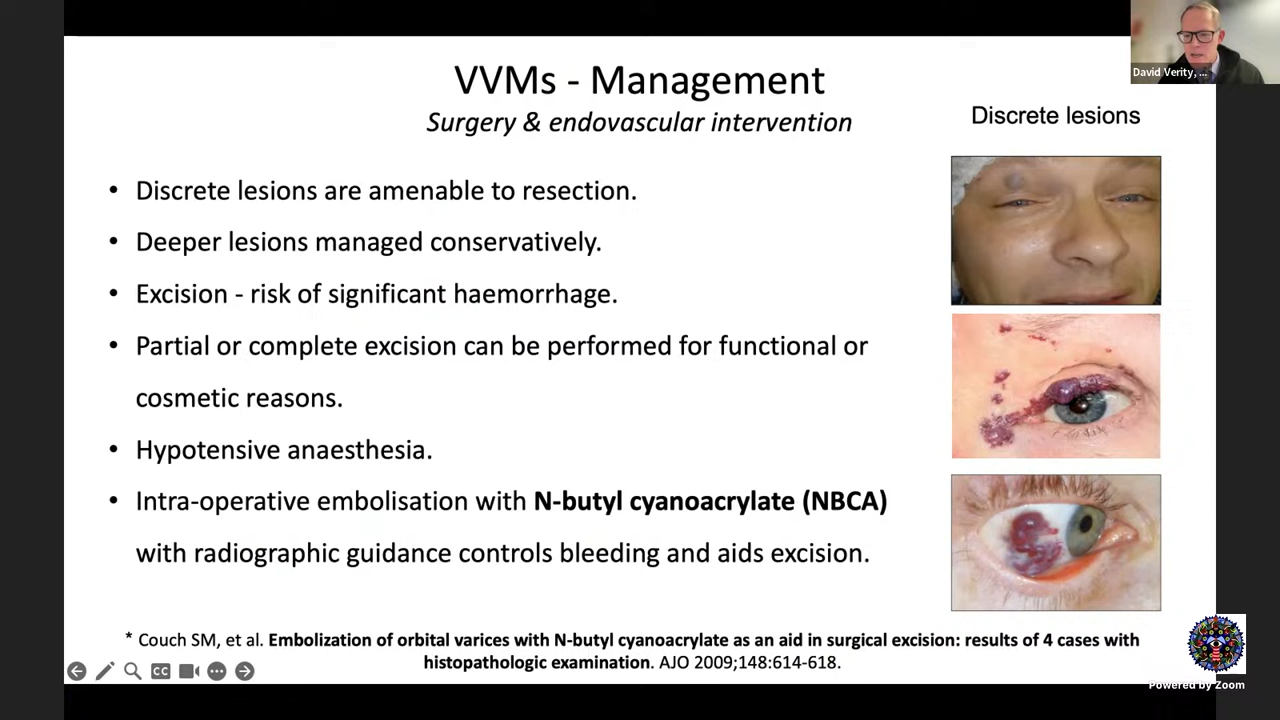 David Verity, ...
VVMs - Management
Surgery & endovascular intervention
Discrete lesions
• Discrete lesions are amenable to resection.
• Deeper lesions managed conservatively.
• Excision - risk of significant haemorrhage.
• Partial or complete excision can be performed for functional or
cosmetic reasons.
• Hypotensive anaesthesia.
• Intra-operative embolisation with N-butyl cyanoacrylate (NBCA)
with radiographic guidance controls bleeding and aids excision.
* Couch SM, et al. Embolization of orbital varices with N-butyl cyanoacrylate as an aid in surgical excision: results of 4 cases with
histopathologic examination. AJO 2009;148:614-618.
CC
Powered by Zoom